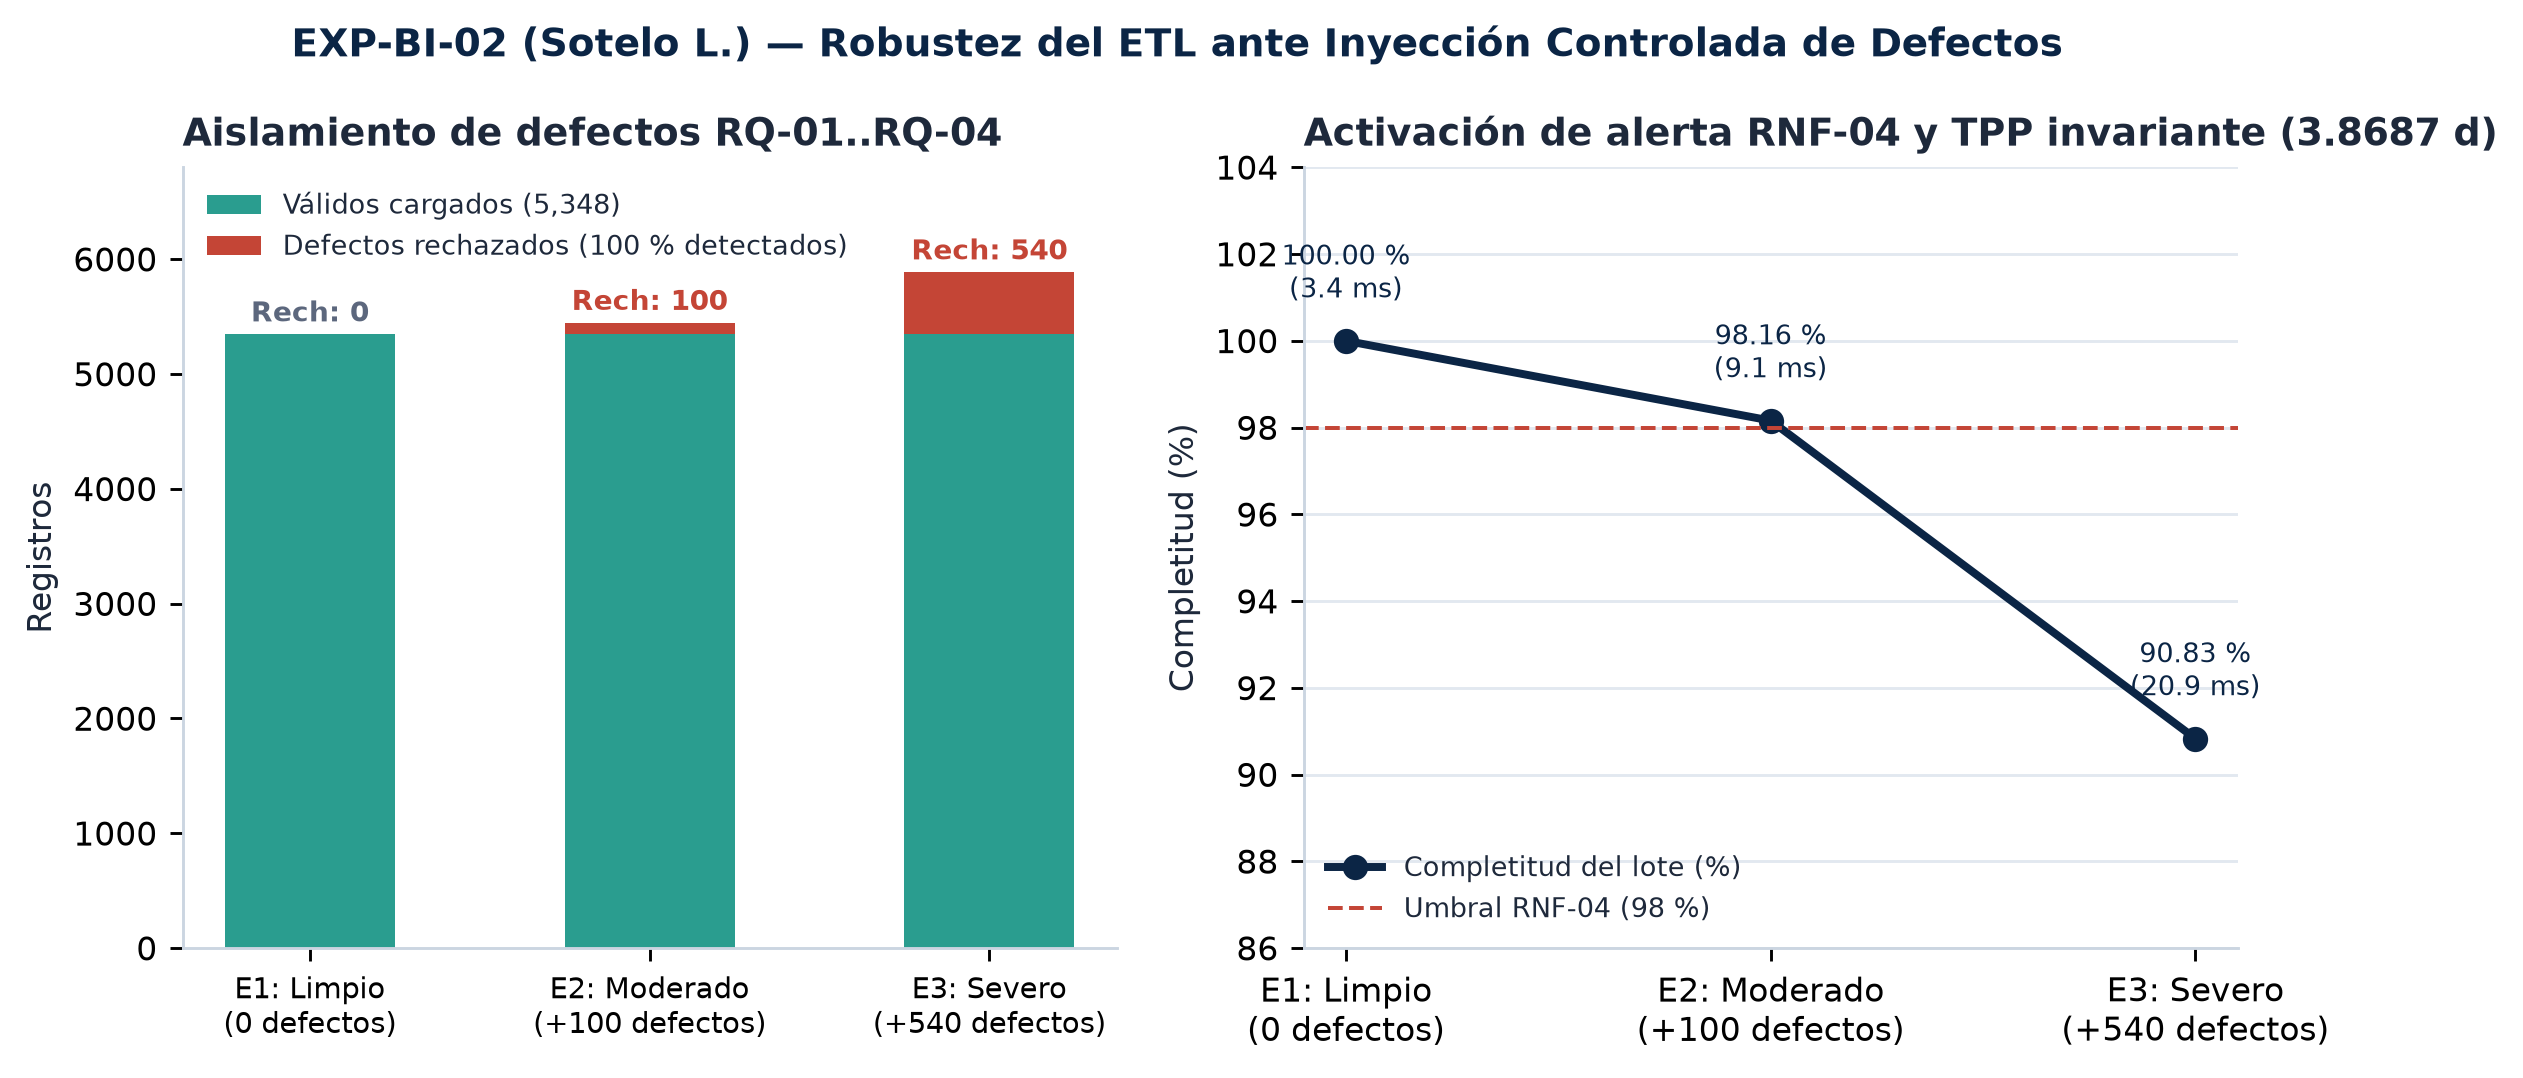 EXP-BI-02 (Sotelo L.) — Robustez del ETL ante Inyección Controlada de Defectos
Aislamiento de defectos RQ-01..RQ-04
Válidos cargados (5,348)
Defectos rechazados (100 % detectados)
Rech: 0
Rech: 100
Rech: 540
Registros
6000
5000
4000
3000
2000
1000
0
E1: Limpio
(0 defectos)
E2: Moderado
(+100 defectos)
E3: Severo
(+540 defectos)
Activación de alerta RNF-04 y TPP invariante (3.8687 d)
Completitud (%)
104
102
100
98
96
94
92
90
88
86
100.00 %
(3.4 ms)
98.16 %
(9.1 ms)
90.83 %
(20.9 ms)
Completitud del lote (%)
Umbral RNF-04 (98 %)
E1: Limpio
(0 defectos)
E2: Moderado
(+100 defectos)
E3: Severo
(+540 defectos)